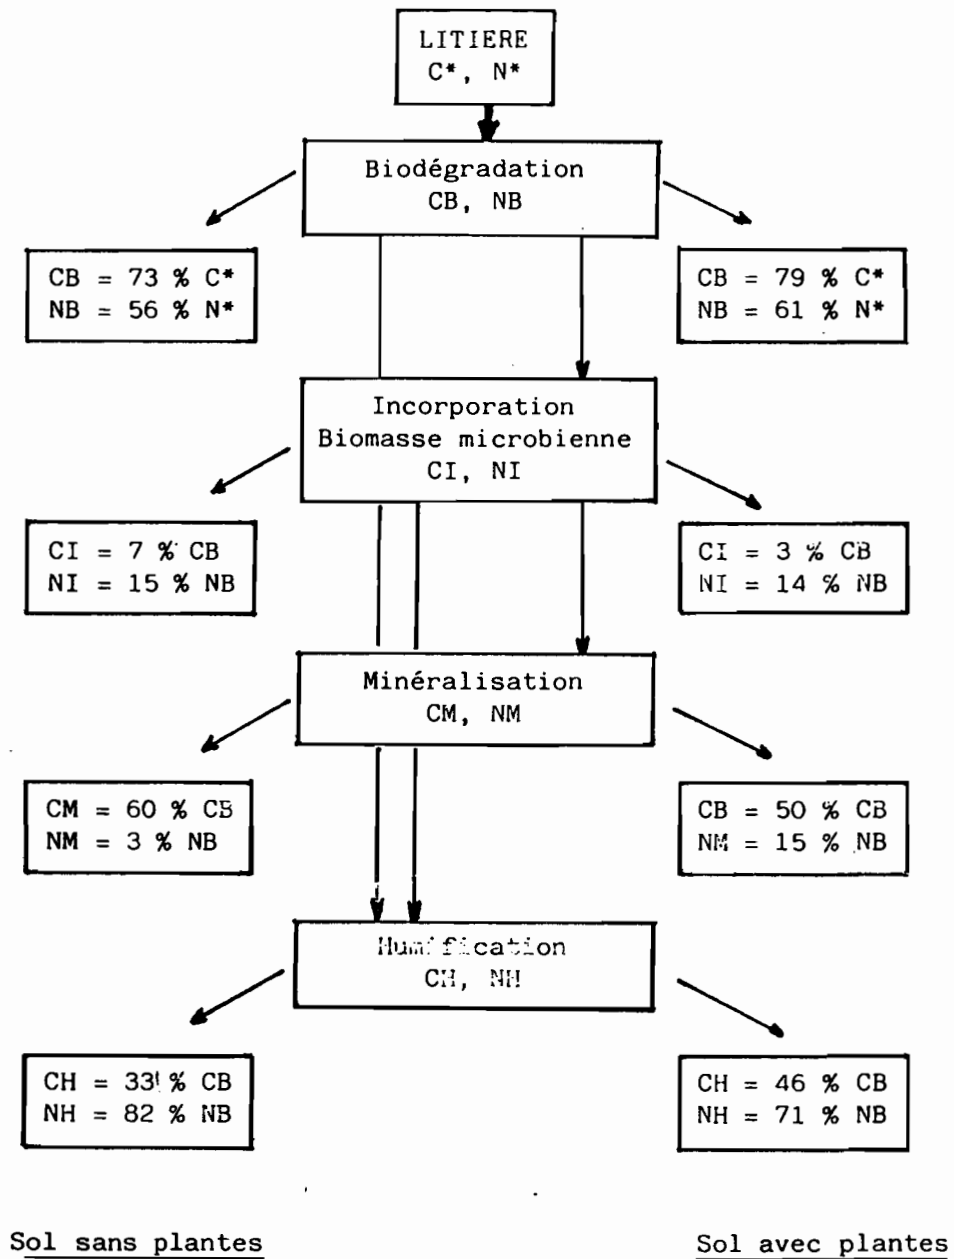 LITIERE
C*, N*
Biodégradation
CB, NB
CB = 73 % C*
NB = 56 % N*
CB = 79 % C*
NB = 61 % N*
Incorporation
Biomasse microbienne
CI, NI
CI = 7 % CB
NI = 15 % NB
CI = 3 % CB
NI = 14 % NB
Minéralisation
CM, NM
CM = 60 % CB
NM = 3 % NB
CB = 50 % CB
NM = 15 % NB
Humification
CH, NH
CH = 33 % CB
NH = 82 % NB
CH = 46 % CB
NH = 71 % NB
Sol sans plantes
Sol avec plantes